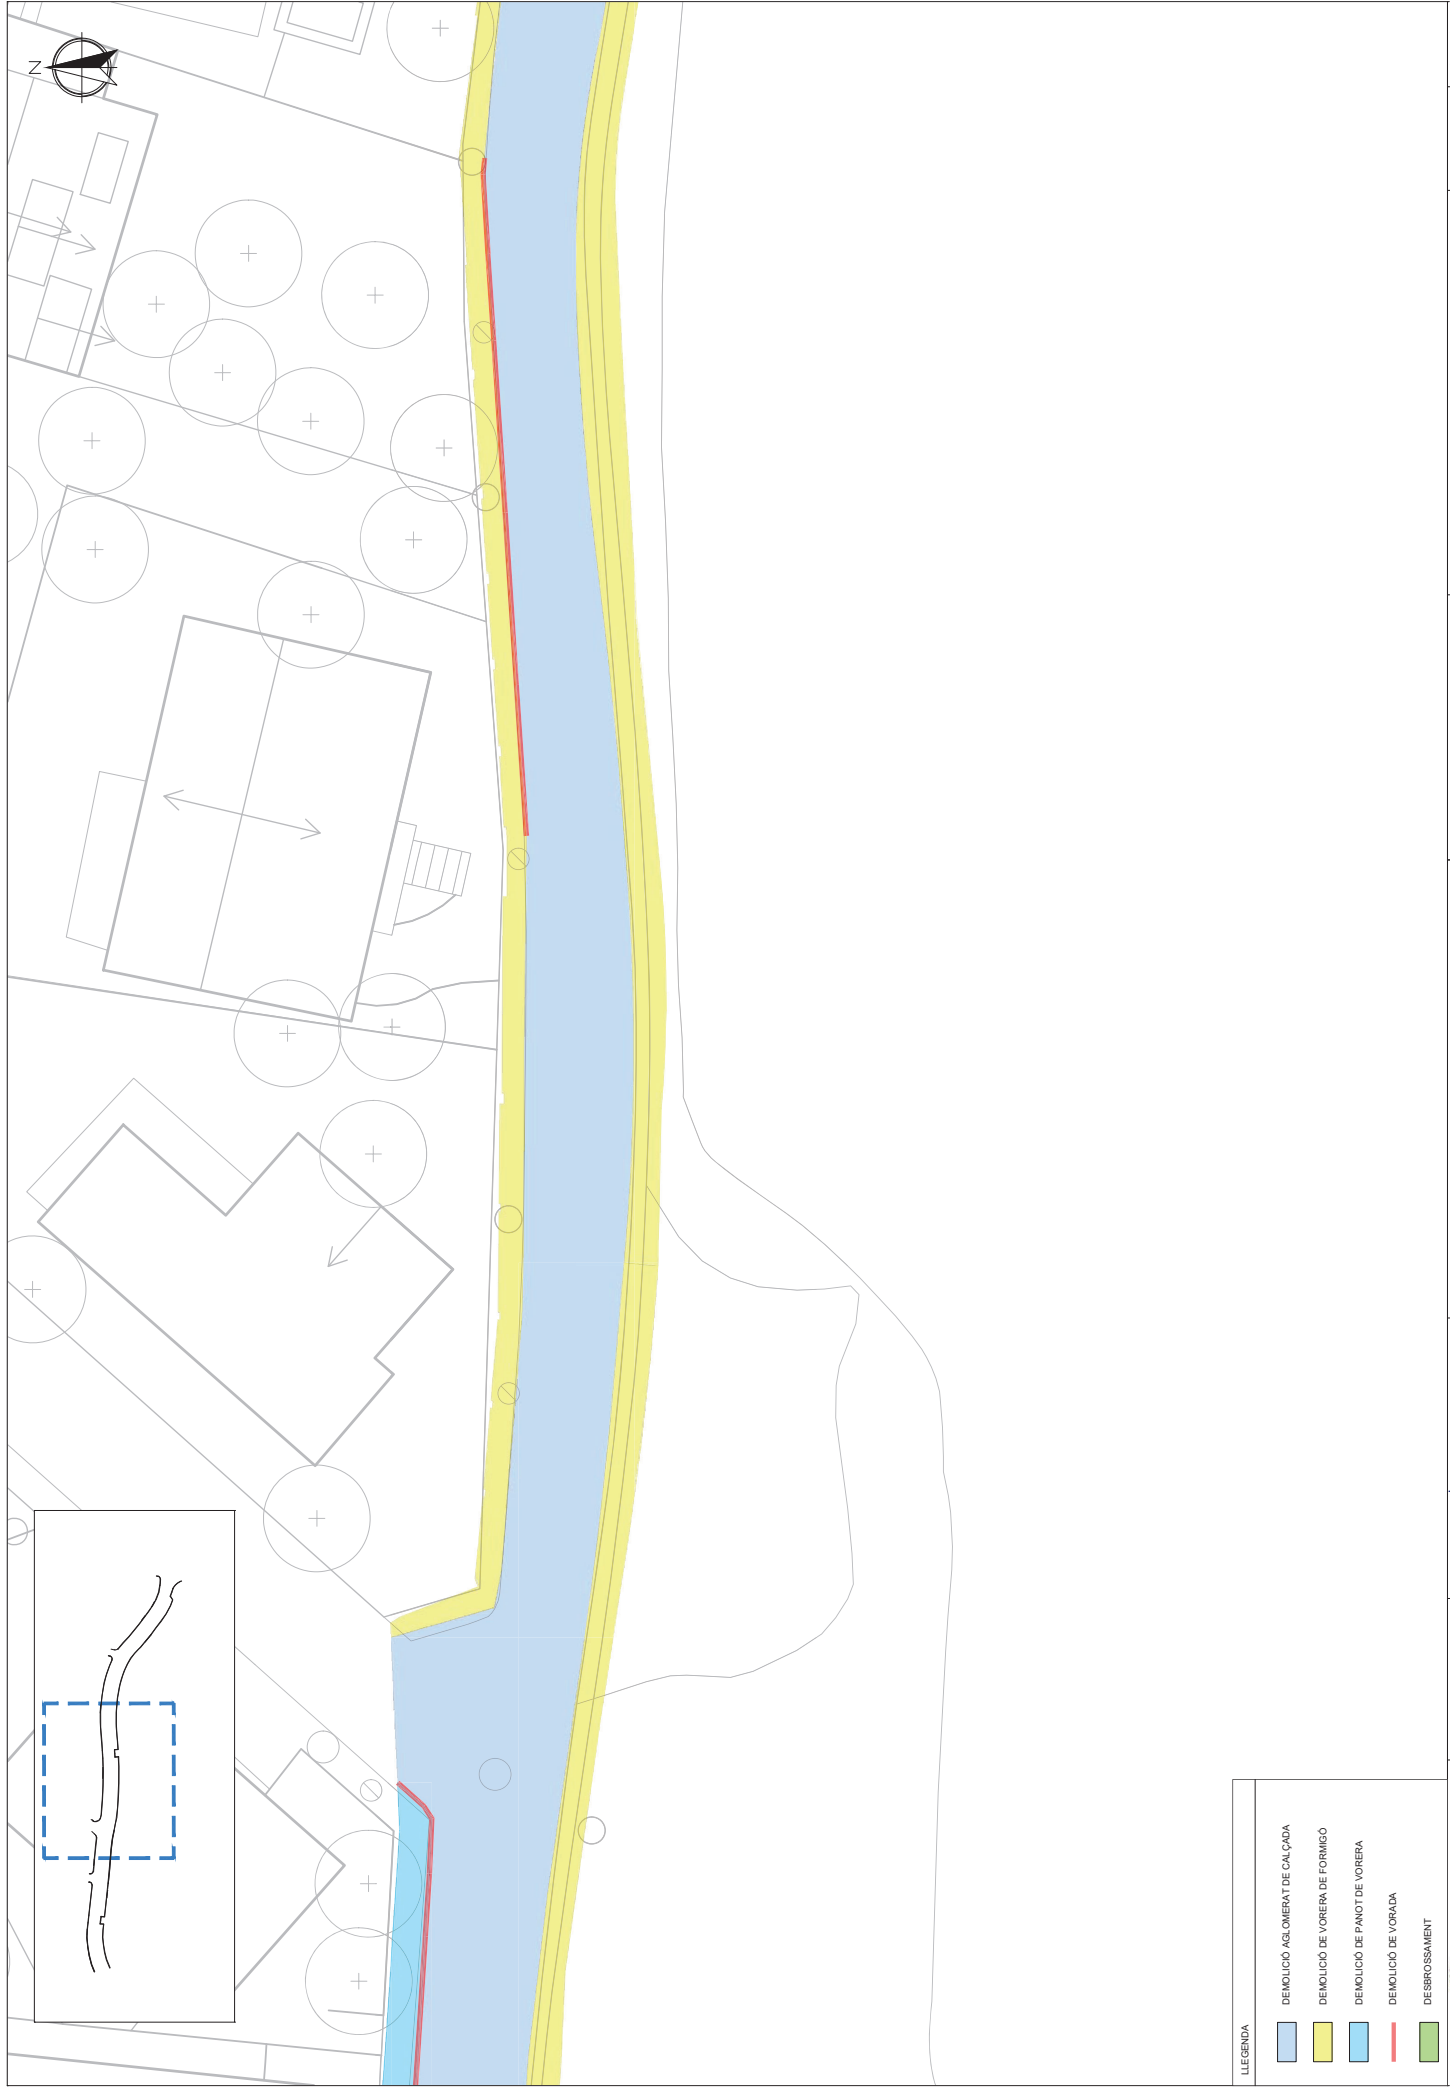 N
LLEGENDA
DEMOLICIÓ AGLOMERAT DE CALÇADA
DEMOLICIÓ DE VORERA DE FORMIGÓ
DEMOLICIÓ DE PANOT DE VORERA
DEMOLICIÓ DE VORADA
DESBROSSAMENT